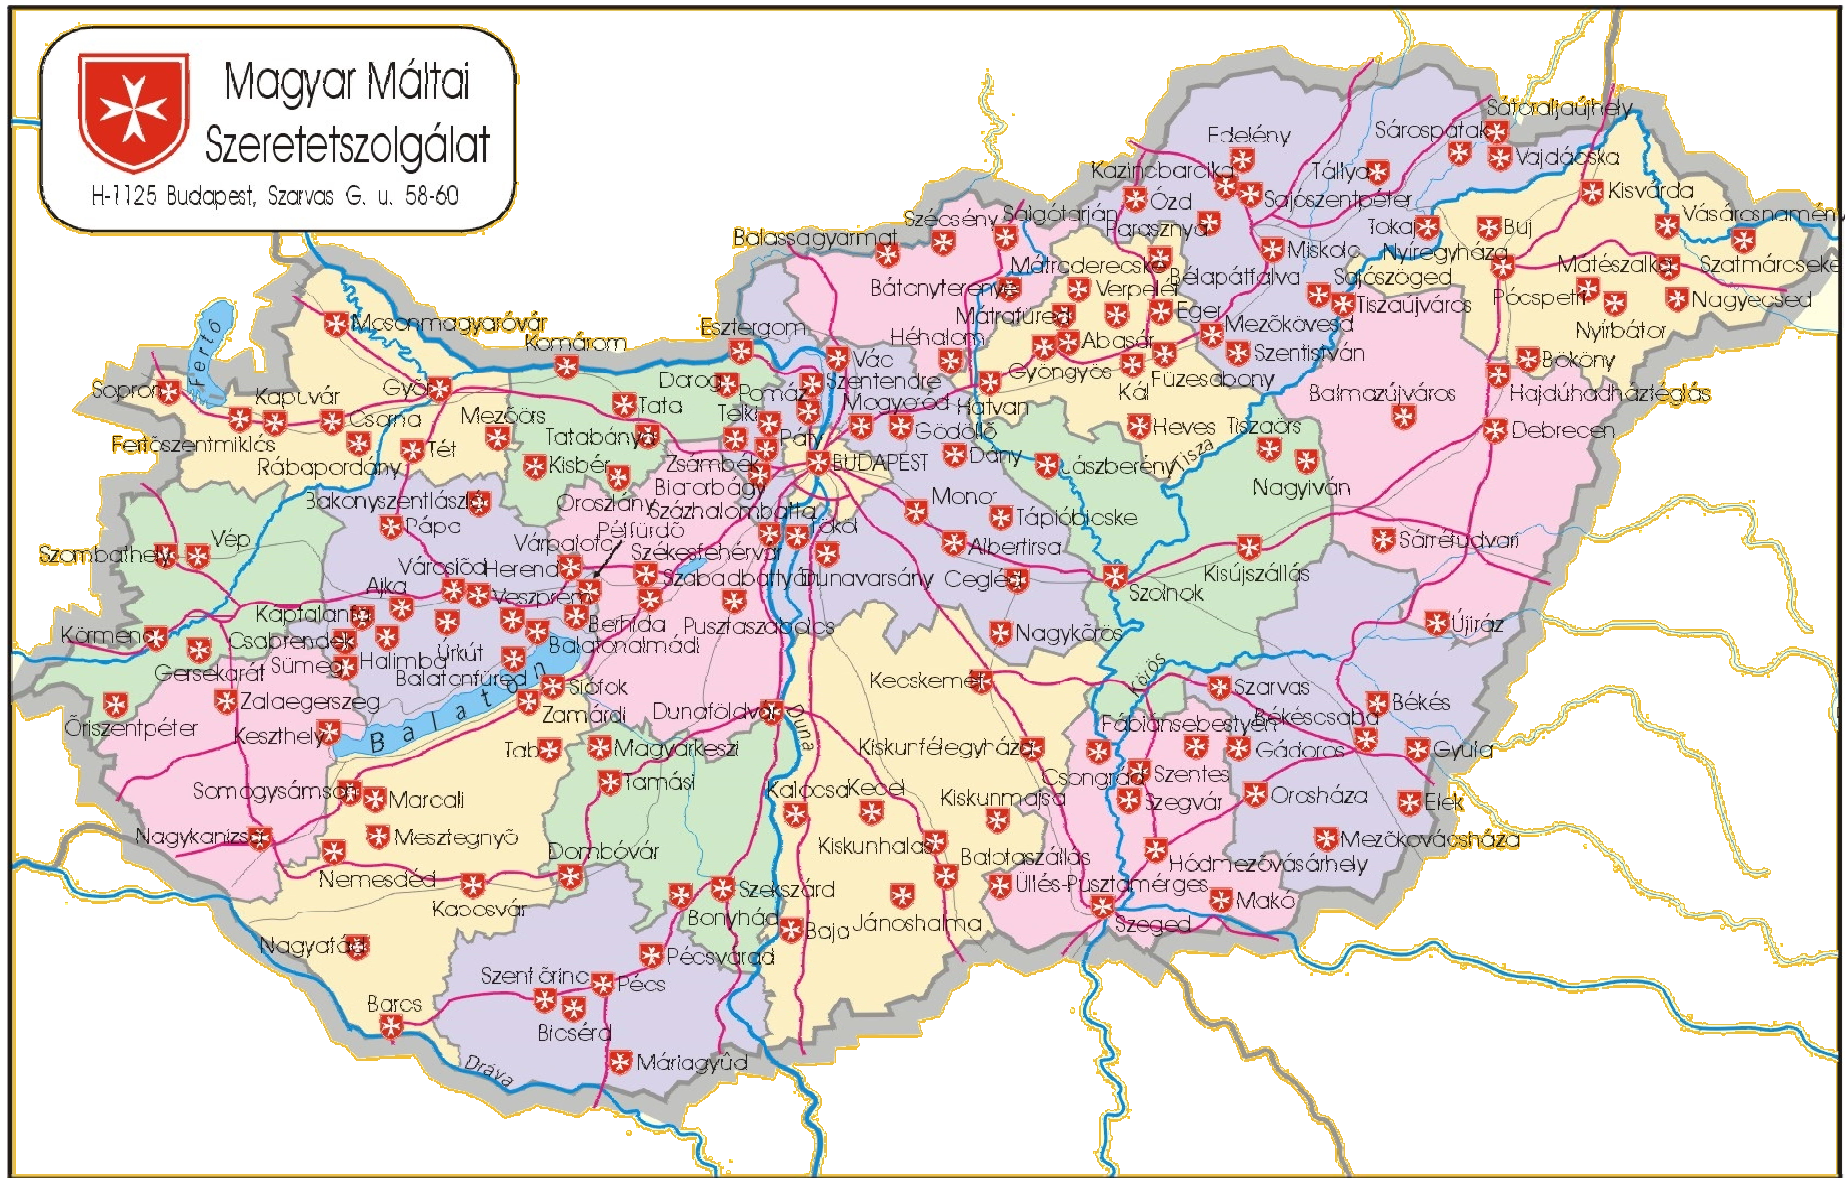 Magyar Máltai
Szeretetszolgálat
H-1125 Budapest, Szarvas G. u. 58-60
Sátoraljaújhely
Edelény
Sárospatak
Vajdácska
Kazincbarcika
Tállya
Kisvárda
Ózd
Sajószentpéter
Szécsény
Salgótarján
Parasznya
Tokaj
Buj
Vásárosnamény
Balassagyarmat
Miskolc
Nyíregyháza
Mátraderecske
Bélapátfalva
Sajószöged
Mátészalka
Szatmárcseke
Bátonyterenye
Verpelét
Tiszaújváros
Pócspetri
Nagyecsed
Fertő
Mosonmagyaróvár
Esztergom
Mátrafüred
Eger
Mezőkövesd
Nyírbátor
Komárom
Héhalom
Abasár
Szentistván
Vác
Bököny
Sopron
Kapuvár
Győr
Darog
Pomáz
Szentendre
Gyöngyös
Füzesabony
Kál
Balmazújváros
Hajdúhadháztéglás
Csorna
Mezőörs
Tata
Telki
Mogyoród
Hatvan
Fertőszentmiklós
Tét
Tatabánya
Páty
Gödöllő
Heves
Tiszaörs
Debrecen
Rábapordány
Kisbér
Zsámbék
BUDAPEST
Dány
Jászberény
Tisza
Bakonyszentlászló
Oroszlány
Biatorbágy
Monor
Nagyiván
Pápa
Százhalombatta
Tököl
Tápióbicske
Szombathely
Vép
Várpalota
Pétfürdő
Székesfehérvár
Albertirsa
Sárrétudvari
Városlőd
Herend
Szabadbattyán
Dunavarsány
Cegléd
Kisújszállás
Ajka
Veszprém
Szolnok
Káptalanfa
Berhida
Pusztaszabolcs
Nagykőrös
Újiráz
Körmend
Csabrendek
Úrkút
Balatonalmádi
Gersekarát
Sümeg
Halimba
Balatonfüred
Kecskemét
Körös
Szarvas
Zalaegerszeg
Siófok
Békés
Őriszentpéter
Keszthely
Balaton
Zamárdi
Dunaföldvár
Duna
Fábiánsebestyén
Békéscsaba
Tab
Magyarkeszi
Kiskunfélegyháza
Gádoros
Gyula
Tamási
Csongrád
Szentes
Somogysámson
Marcali
Kalocsa
Kecel
Kiskunmajsa
Szegvár
Orosháza
Elek
Nagykanizsa
Mesztegnyő
Dombóvár
Kiskunhalas
Balotaszállás
Hódmezővásárhely
Mezőkovácsháza
Nemesdéd
Kaposvár
Szekszárd
Üllés-Pusztamérges
Makó
Bonyhád
Baja
Jánoshalma
Szeged
Nagyatád
Pécsvárad
Szentlőrinc
Pécs
Barcs
Bicsérd
Dráva
Máriagyűd